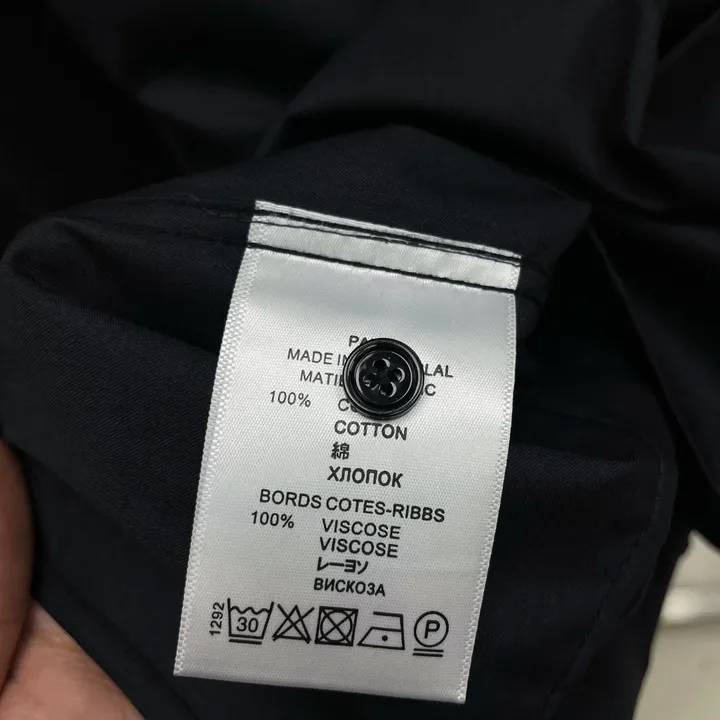 MADE IN
100%
COTTON
綿
ХЛОПОК
BORDS COTES-RIBBS
100% VISCOSE
VISCOSE
レーヨン
ВИСКОЗА
1292 30 P